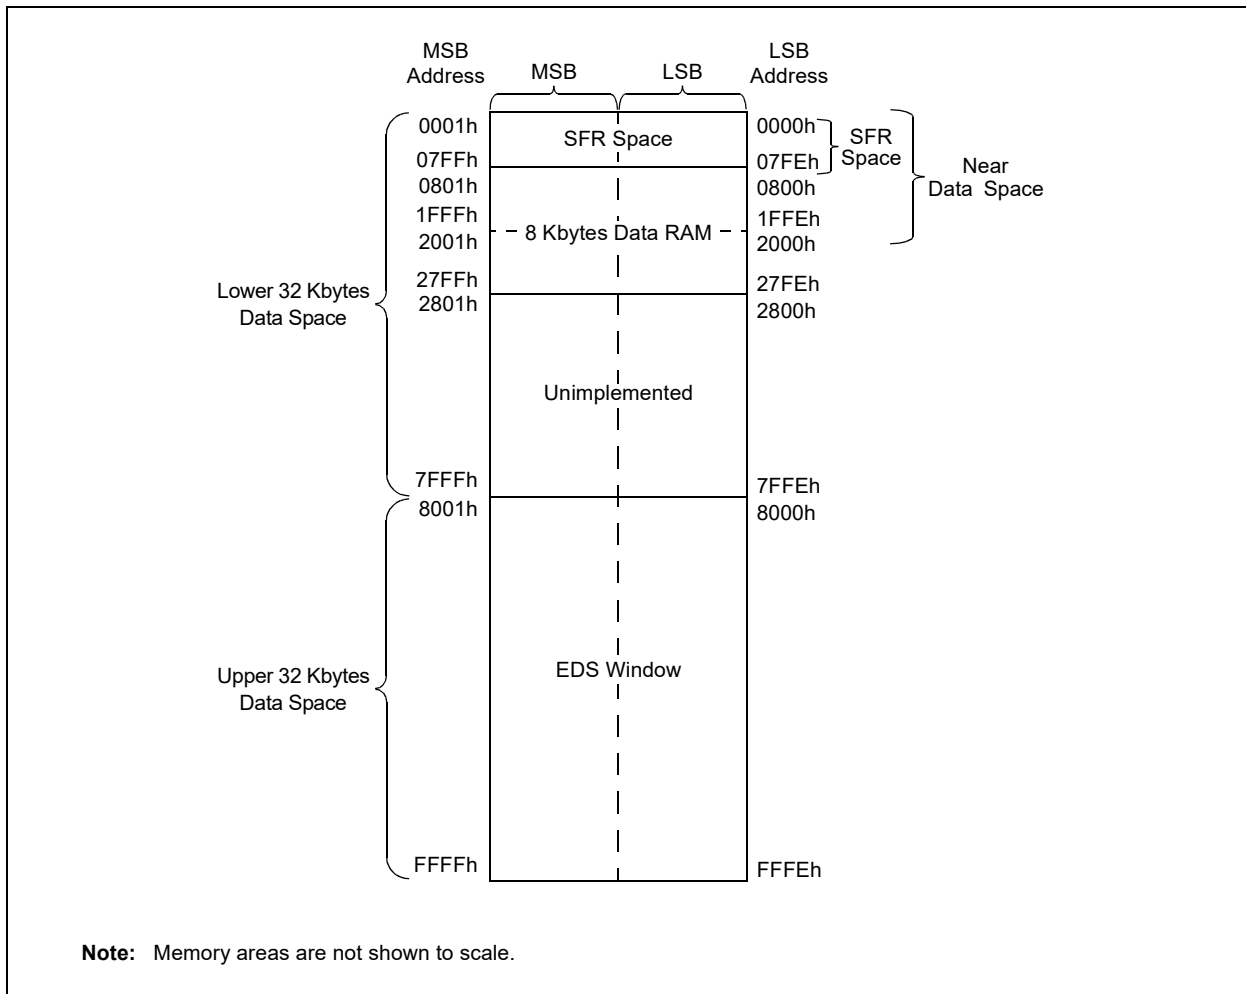 MSB
Address
MSB
LSB
LSB
Address
0001h
SFR Space
0000h
SFR
Space
07FFh
07FEh
Near
Data Space
0801h
0800h
1FFFh
1FFEh
8 Kbytes Data RAM
2001h
2000h
27FFh
27FEh
Lower 32 Kbytes
Data Space
2801h
2800h
Unimplemented
7FFFh
7FFEh
8001h
8000h
Upper 32 Kbytes
Data Space
EDS Window
FFFFh
FFFEh
Note: Memory areas are not shown to scale.